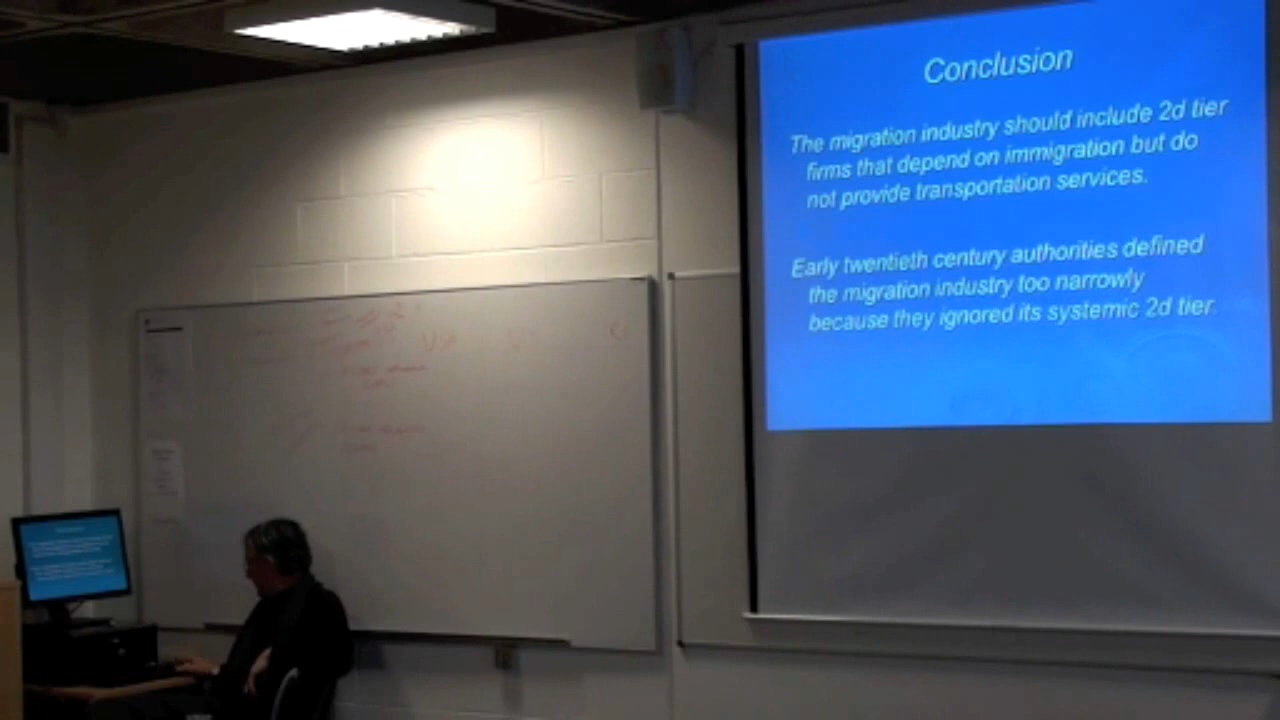 Conclusion
The migration industry should include 2d tier
firms that depend on immigration but do
not provide transportation services.
Early twentieth century authorities defined
the migration industry too narrowly
because they ignored its systemic 2d tier.